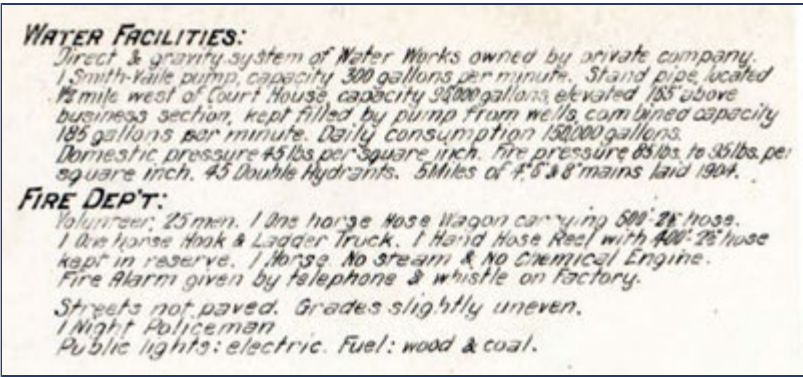 WATER FACILITIES:
Direct & gravity system of Water Works owned by private company.
1 Smith-Vaile pump, capacity 300 gallons per minute. Stand pipe, located
½ mile west of Court House, capacity 95,000 gallons, elevated 165' above
business section, kept filled by pump from wells, combined capacity
185 gallons per minute. Daily consumption 150,000 gallons.
Domestic pressure 45 lbs. per square inch. Fire pressure 85 lbs. to 95 lbs. per
square inch. 45 Double Hydrants. 5 Miles of 4", 6" & 8" mains laid 1904.
FIRE DEP'T:
Volunteer; 25 men. 1 One horse Hose Wagon carrying 600'-2½" hose.
1 One horse Hook & Ladder Truck. 1 Hand Hose Reel with 400'-2½" hose
kept in reserve. 1 Horse. No steam & No Chemical Engine.
Fire Alarm given by telephone & whistle on Factory.
Streets not paved. Grades slightly uneven.
1 Night Policeman
Public lights: electric. Fuel: wood & coal.